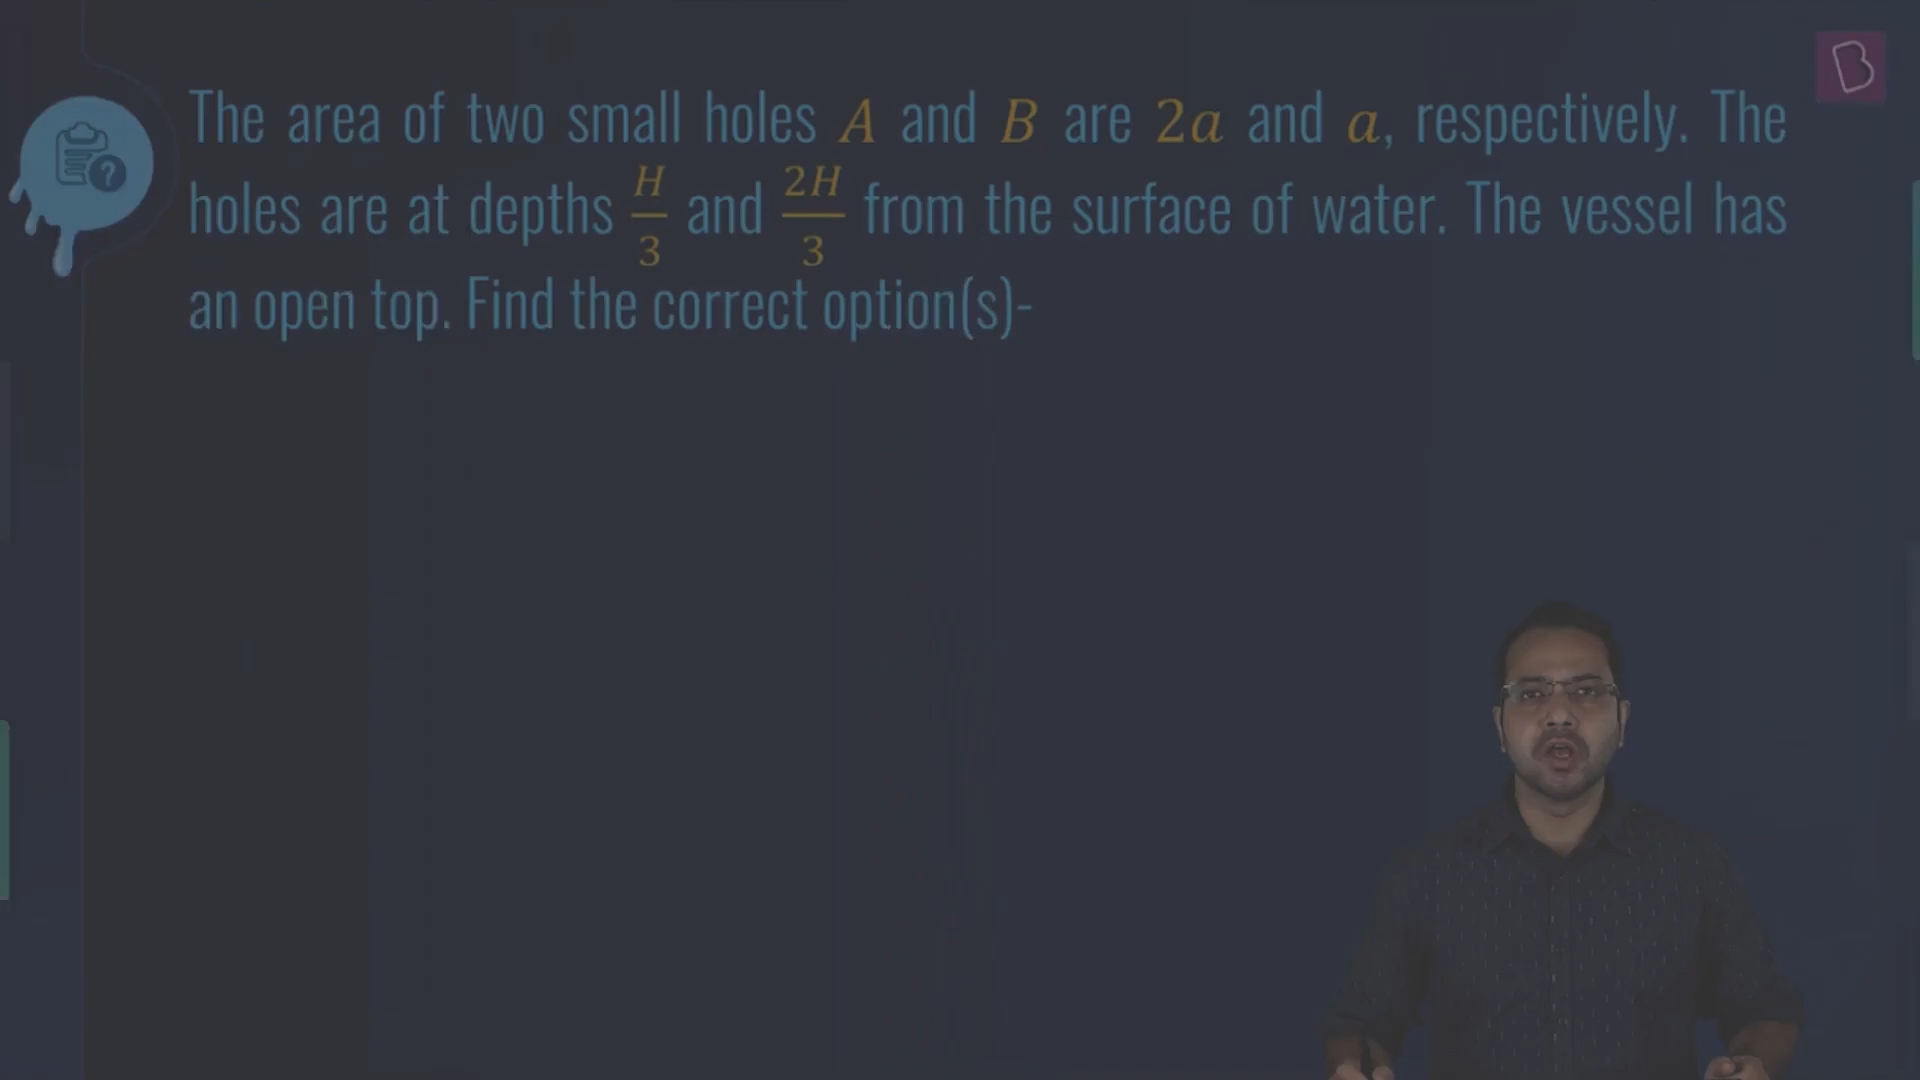 The area of two small holes A and B are 2a and a, respectively. The
holes are at depths H/3 and 2H/3 from the surface of water. The vessel has
an open top. Find the correct option(s)-